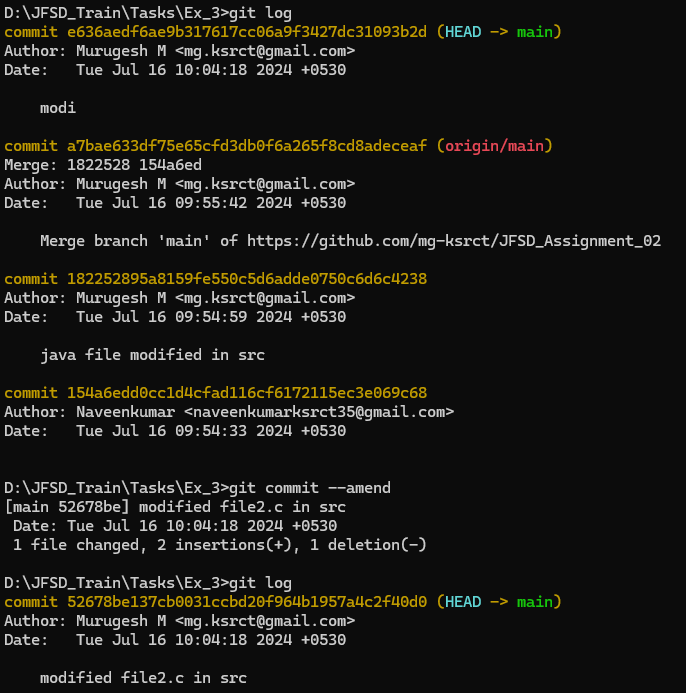 D:\JFSD_Train\Tasks\Ex_3>git log
commit e636aedf6ae9b317617cc06a9f3427dc31093b2d (HEAD -> main)
Author: Murugesh M <mg.ksrct@gmail.com>
Date:   Tue Jul 16 10:04:18 2024 +0530
modi
commit a7bae633df75e65cfd3db0f6a265f8cd8adeceaf (origin/main)
Merge: 1822528 154a6ed
Author: Murugesh M <mg.ksrct@gmail.com>
Date:   Tue Jul 16 09:55:42 2024 +0530
Merge branch 'main' of https://github.com/mg-ksrct/JFSD_Assignment_02
commit 182252895a8159fe550c5d6adde0750c6d6c4238
Author: Murugesh M <mg.ksrct@gmail.com>
Date:   Tue Jul 16 09:54:59 2024 +0530
java file modified in src
commit 154a6edd0cc1d4cfad116cf6172115ec3e069c68
Author: Naveenkumar <naveenkumarksrct35@gmail.com>
Date:   Tue Jul 16 09:54:33 2024 +0530
D:\JFSD_Train\Tasks\Ex_3>git commit --amend
[main 52678be] modified file2.c in src
Date: Tue Jul 16 10:04:18 2024 +0530
1 file changed, 2 insertions(+), 1 deletion(-)
D:\JFSD_Train\Tasks\Ex_3>git log
commit 52678be137cb0031ccbd20f964b1957a4c2f40d0 (HEAD -> main)
Author: Murugesh M <mg.ksrct@gmail.com>
Date:   Tue Jul 16 10:04:18 2024 +0530
modified file2.c in src